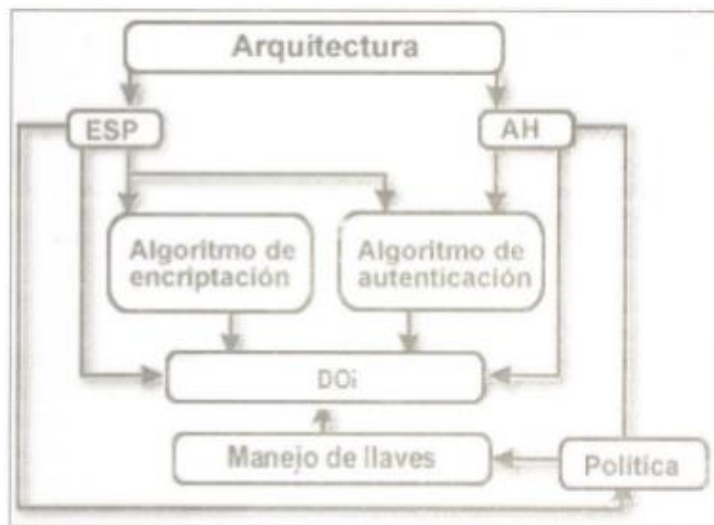 Arquitectura
ESP
AH
Algoritmo de
encriptación
Algoritmo de
autenticación
DOi
Manejo de llaves
Política